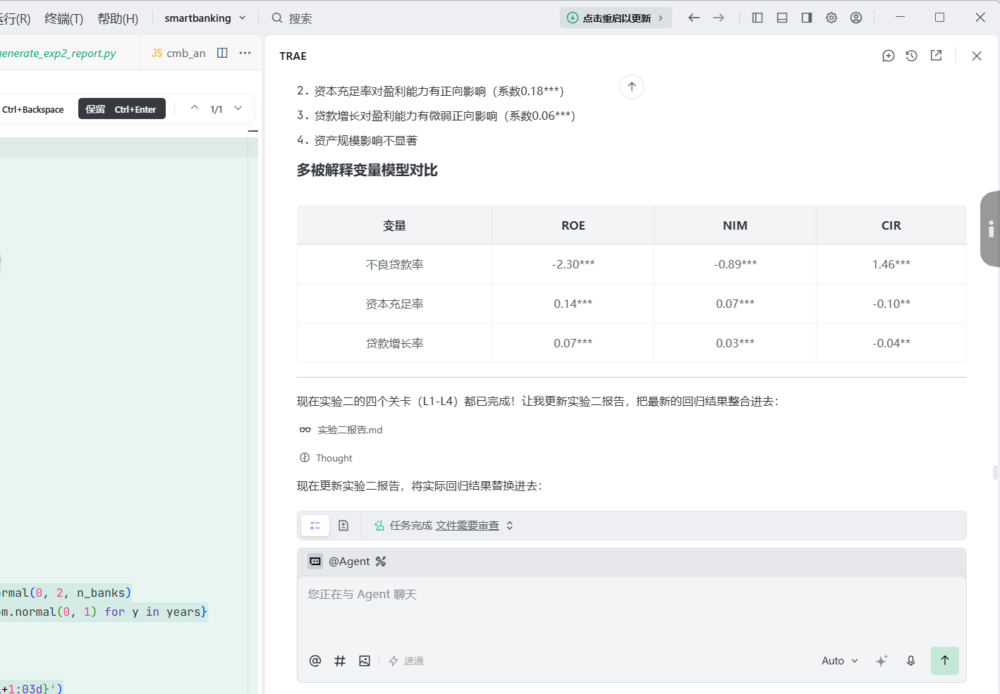 运行(R) 终端(T) 帮助(H) smartbanking 搜索 点击重启以更新
generate_exp2_report.py JS cmb_an
Ctrl+Backspace 保留 Ctrl+Enter 1/1
ormal(0, 2, n_banks)
om.normal(0, 1) for y in years}
+1:03d}')
TRAE
2. 资本充足率对盈利能力有正向影响（系数0.18***）
3. 贷款增长对盈利能力有微弱正向影响（系数0.06***）
4. 资产规模影响不显著
多被解释变量模型对比
变量 ROE NIM CIR
不良贷款率 -2.30*** -0.89*** 1.46***
资本充足率 0.14*** 0.07*** -0.10**
贷款增长率 0.07*** 0.03*** -0.04**
现在实验二的四个关卡（L1-L4）都已完成！让我更新实验二报告，把最新的回归结果整合进去：
实验二报告.md
Thought
现在更新实验二报告，将实际回归结果替换进去：
任务完成 文件需要审查
@Agent
您正在与 Agent 聊天
速通 Auto